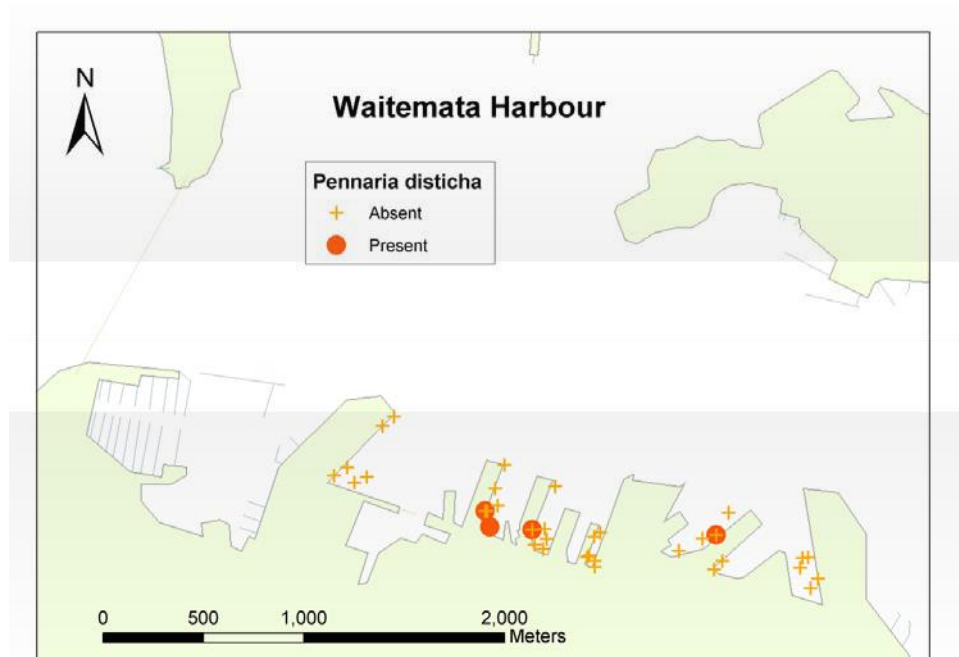 N
Waitemata Harbour
Pennaria disticha
Absent
Present
0 500 1,000 2,000
Meters